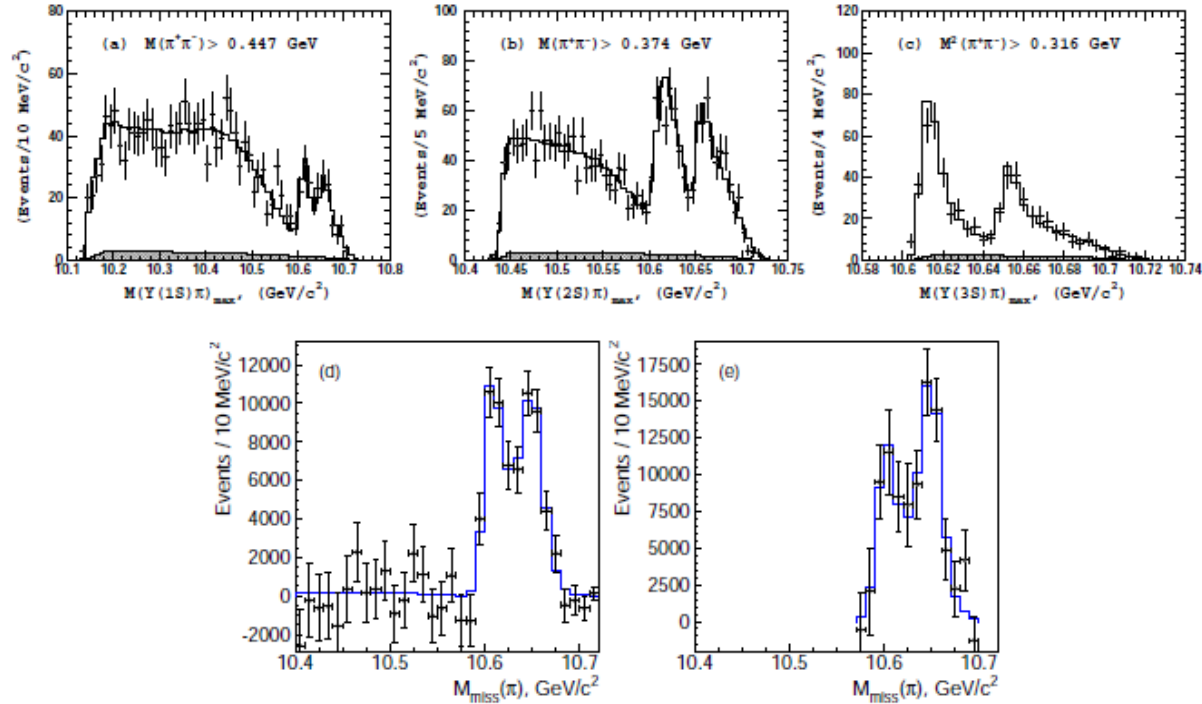 (a) M(π⁺π⁻)> 0.447 GeV
(Events/10 MeV/c²)
0
20
40
60
80
10.1 10.2 10.3 10.4 10.5 10.6 10.7 10.8
M(Y(1S)π)max, (GeV/c²)
(b) M(π⁺π⁻)> 0.374 GeV
(Events/5 MeV/c²)
0
20
40
60
80
100
10.4 10.45 10.5 10.55 10.6 10.65 10.7 10.75
M(Y(2S)π)max, (GeV/c²)
(c) M²(π⁺π⁻)> 0.316 GeV
(Events/4 MeV/c²)
0
20
40
60
80
100
120
10.58 10.60 10.62 10.64 10.66 10.68 10.7 10.72 10.74
M(Y(3S)π)max, (GeV/c²)
(d)
Events / 10 MeV/c²
12000
10000
8000
6000
4000
2000
0
-2000
10.4 10.5 10.6 10.7
Mmiss(π), GeV/c²
(e)
Events / 10 MeV/c²
17500
15000
12500
10000
7500
5000
2500
0
10.4 10.5 10.6 10.7
Mmiss(π), GeV/c²